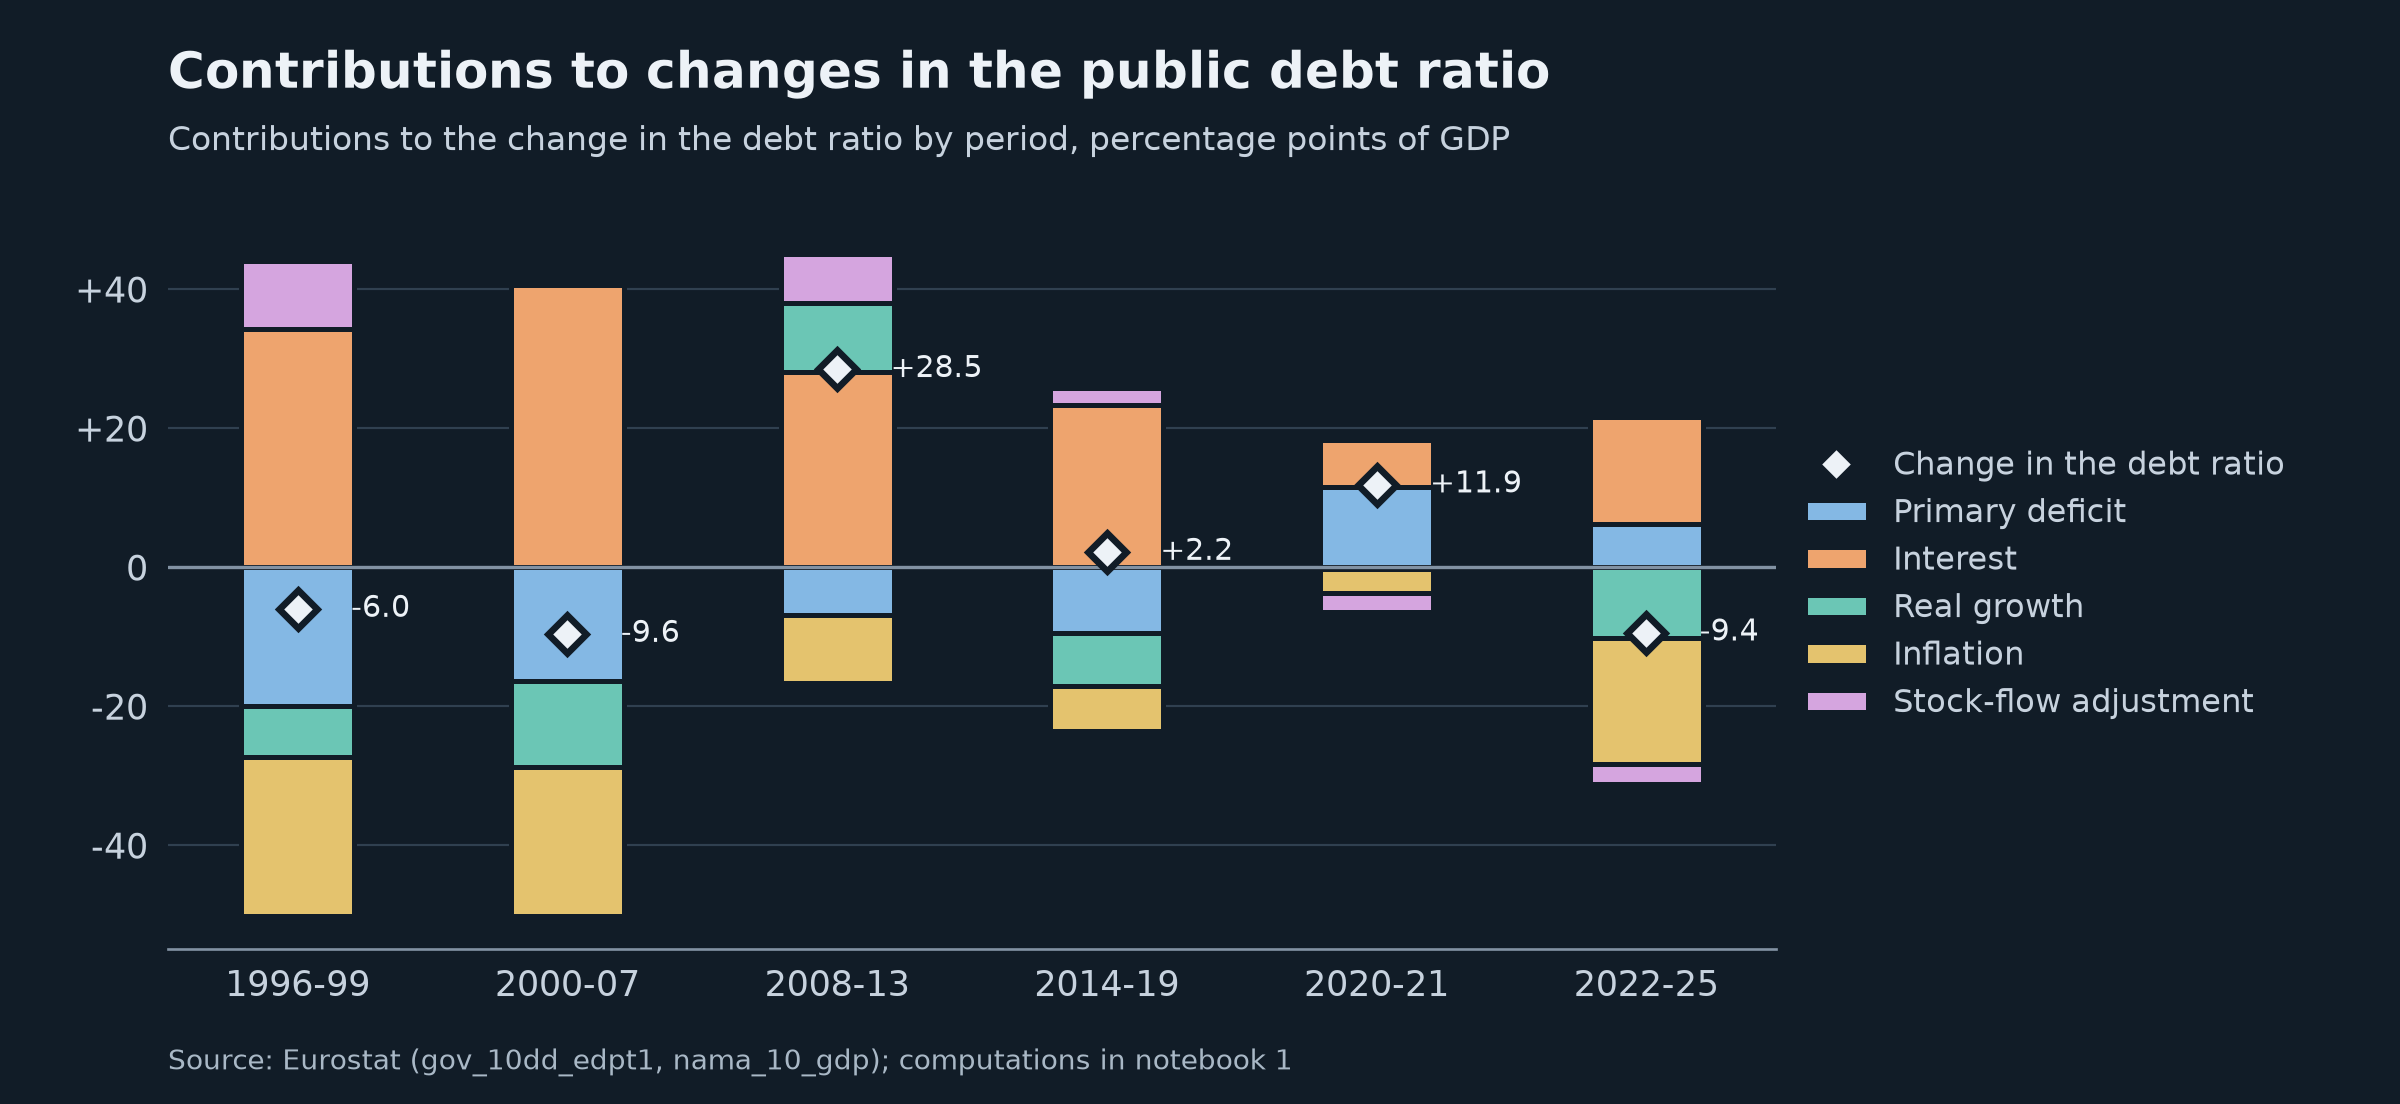 Contributions to changes in the public debt ratio
Contributions to the change in the debt ratio by period, percentage points of GDP
+40
+20
0
-20
-40
-6.0
-9.6
+28.5
+2.2
+11.9
-9.4
Change in the debt ratio
Primary deficit
Interest
Real growth
Inflation
Stock-flow adjustment
1996-99
2000-07
2008-13
2014-19
2020-21
2022-25
Source: Eurostat (gov_10dd_edpt1, nama_10_gdp); computations in notebook 1